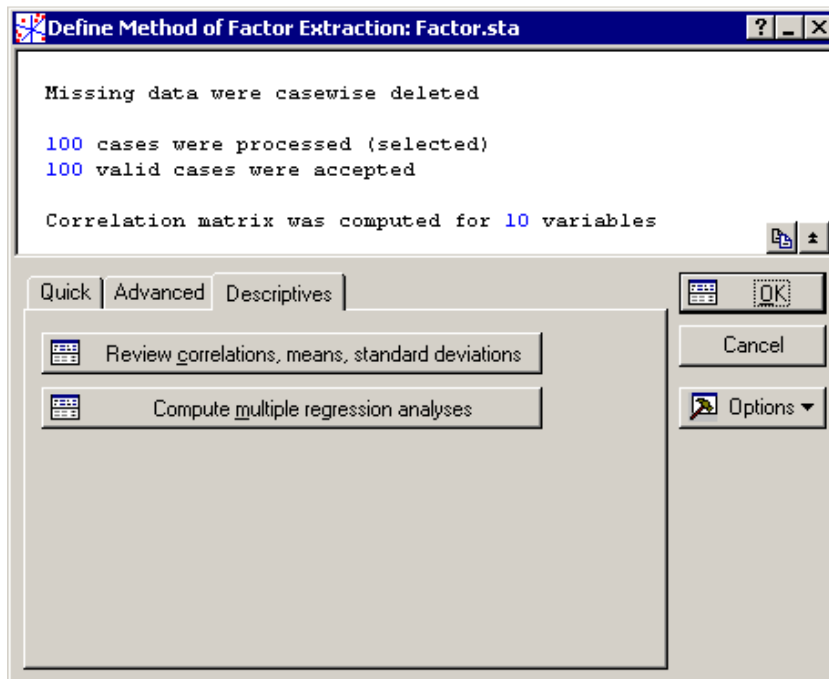 Define Method of Factor Extraction: Factor.sta
Missing data were casewise deleted
100 cases were processed (selected)
100 valid cases were accepted
Correlation matrix was computed for 10 variables
Quick
Advanced
Descriptives
OK
Review correlations, means, standard deviations
Cancel
Compute multiple regression analyses
Options